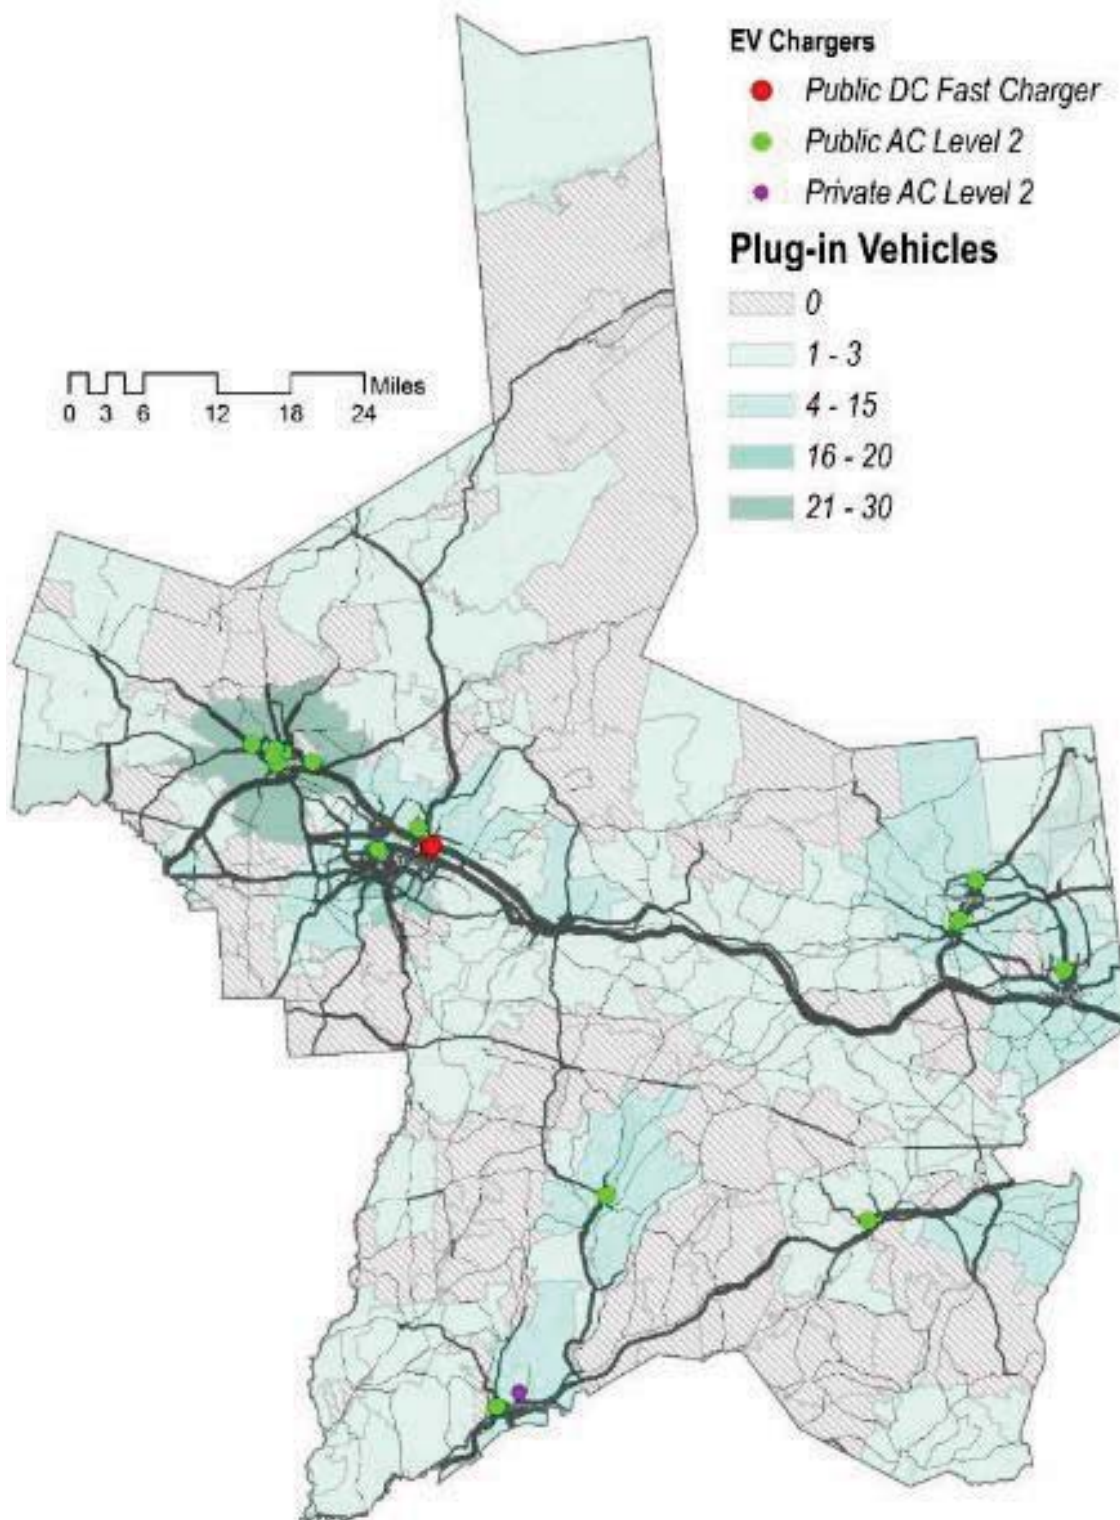 EV Chargers
Public DC Fast Charger
Public AC Level 2
Private AC Level 2
Plug-in Vehicles
0
1 - 3
4 - 15
16 - 20
21 - 30
Miles
0 3 6 12 18 24